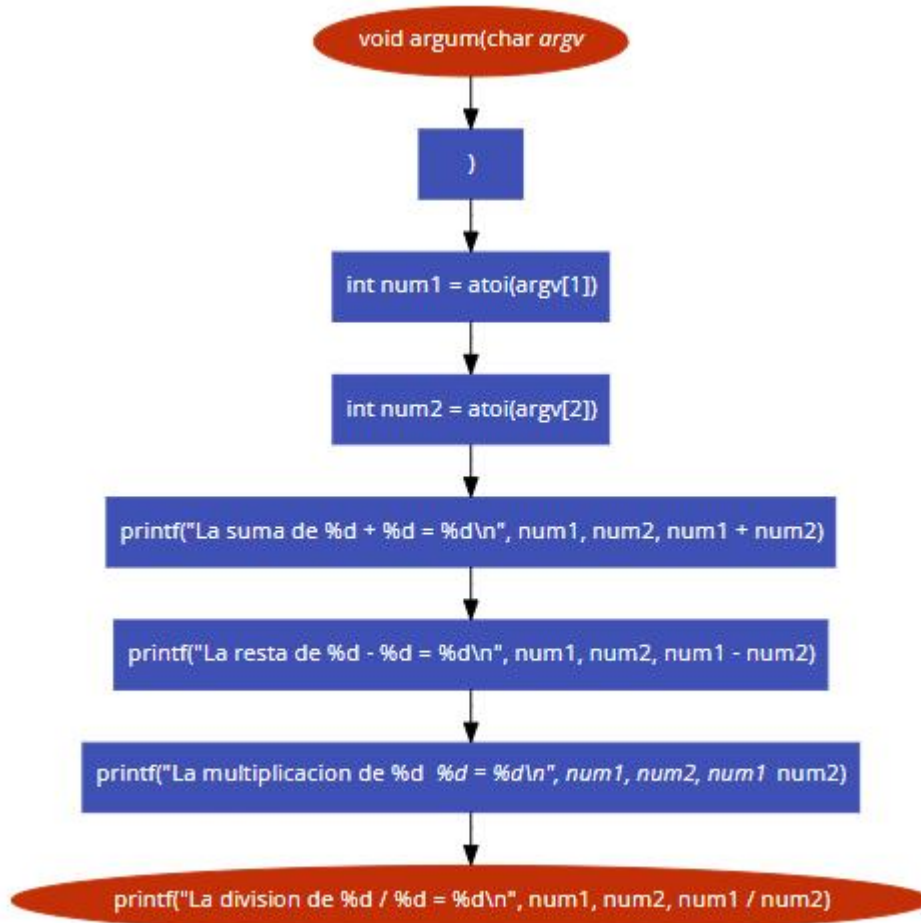 void argum(char argv
)
int num1 = atoi(argv[1])
int num2 = atoi(argv[2])
printf("La suma de %d + %d = %d\n", num1, num2, num1 + num2)
printf("La resta de %d - %d = %d\n", num1, num2, num1 - num2)
printf("La multiplicacion de %d %d = %d\n", num1, num2, num1 num2)
printf("La division de %d / %d = %d\n", num1, num2, num1 / num2)